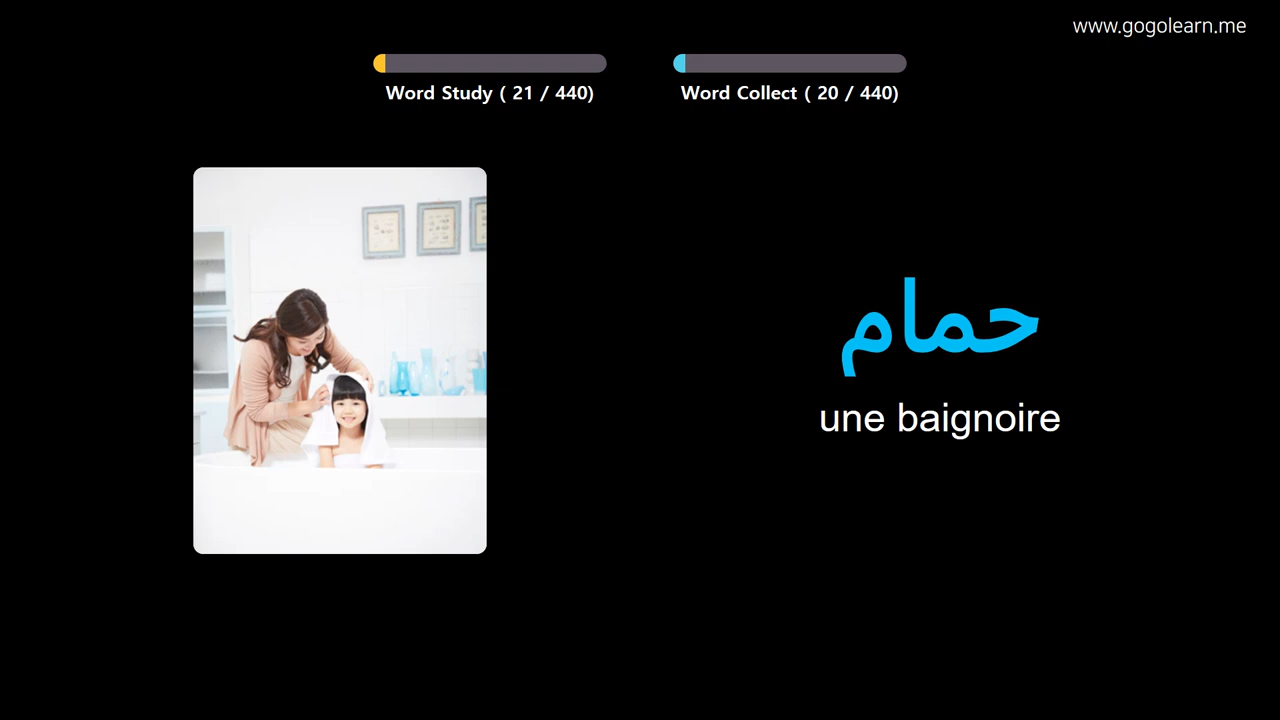 www.gogolearn.me
Word Study ( 21 / 440)
Word Collect ( 20 / 440)
حمام
une baignoire